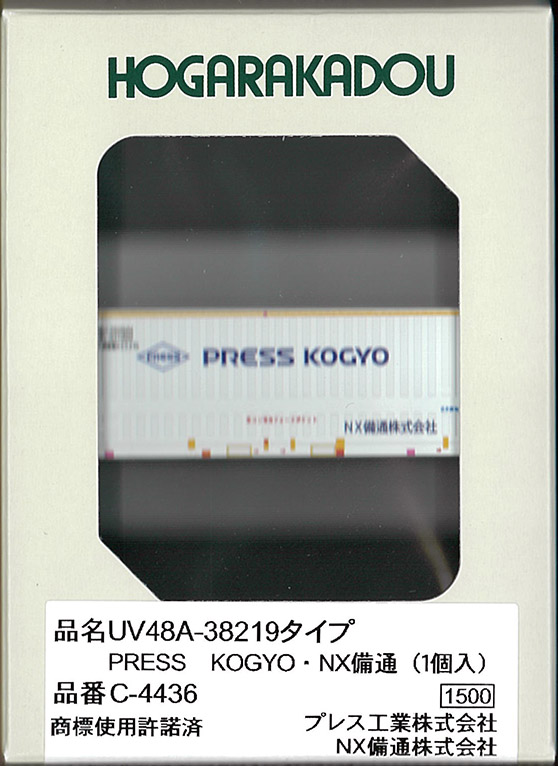 HOGARAKADOU
PRESS KOGYO
NX備通株式会社
品名UV48A-38219タイプ
PRESS　KOGYO・NX備通（1個入）
品番C-4436
1500
商標使用許諾済
プレス工業株式会社
NX備通株式会社